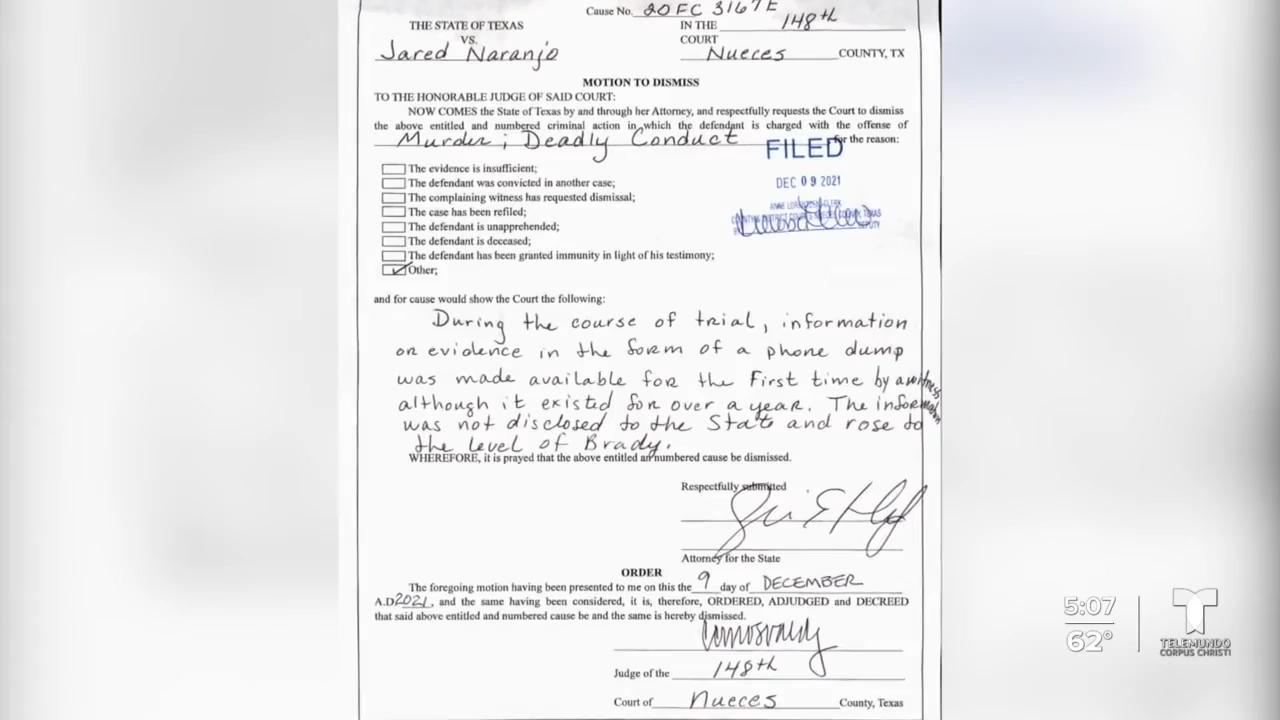 Cause No. 20FC 3167E
THE STATE OF TEXAS IN THE 148th
VS. COURT
Jared Naranjo Nueces COUNTY, TX
MOTION TO DISMISS
TO THE HONORABLE JUDGE OF SAID COURT:
NOW COMES the State of Texas by and through her Attorney, and respectfully requests the Court to dismiss
the above entitled and numbered criminal action in which the defendant is charged with the offense of
Murder; Deadly Conduct for the reason:
FILED
DEC 09 2021
The evidence is insufficient;
The defendant was convicted in another case;
The complaining witness has requested dismissal;
The case has been refiled;
The defendant is unapprehended;
The defendant is deceased;
The defendant has been granted immunity in light of his testimony;
Other;
and for cause would show the Court the following:
During the course of trial, information
or evidence in the form of a phone dump
was made available for the first time by a witness
although it existed for over a year. The information
was not disclosed to the State and rose to
the level of Brady.
WHEREFORE, it is prayed that the above entitled an numbered cause be dismissed.
Respectfully submitted
Attorney for the State
ORDER
The foregoing motion having been presented to me on this the 9 day of DECEMBER
A.D 2021, and the same having been considered, it is, therefore, ORDERED, ADJUDGED and DECREED
that said above entitled and numbered cause be and the same is hereby dismissed.
Judge of the 148th
Court of Nueces County, Texas
5:07
62°
TELEMUNDO
CORPUS CHRISTI